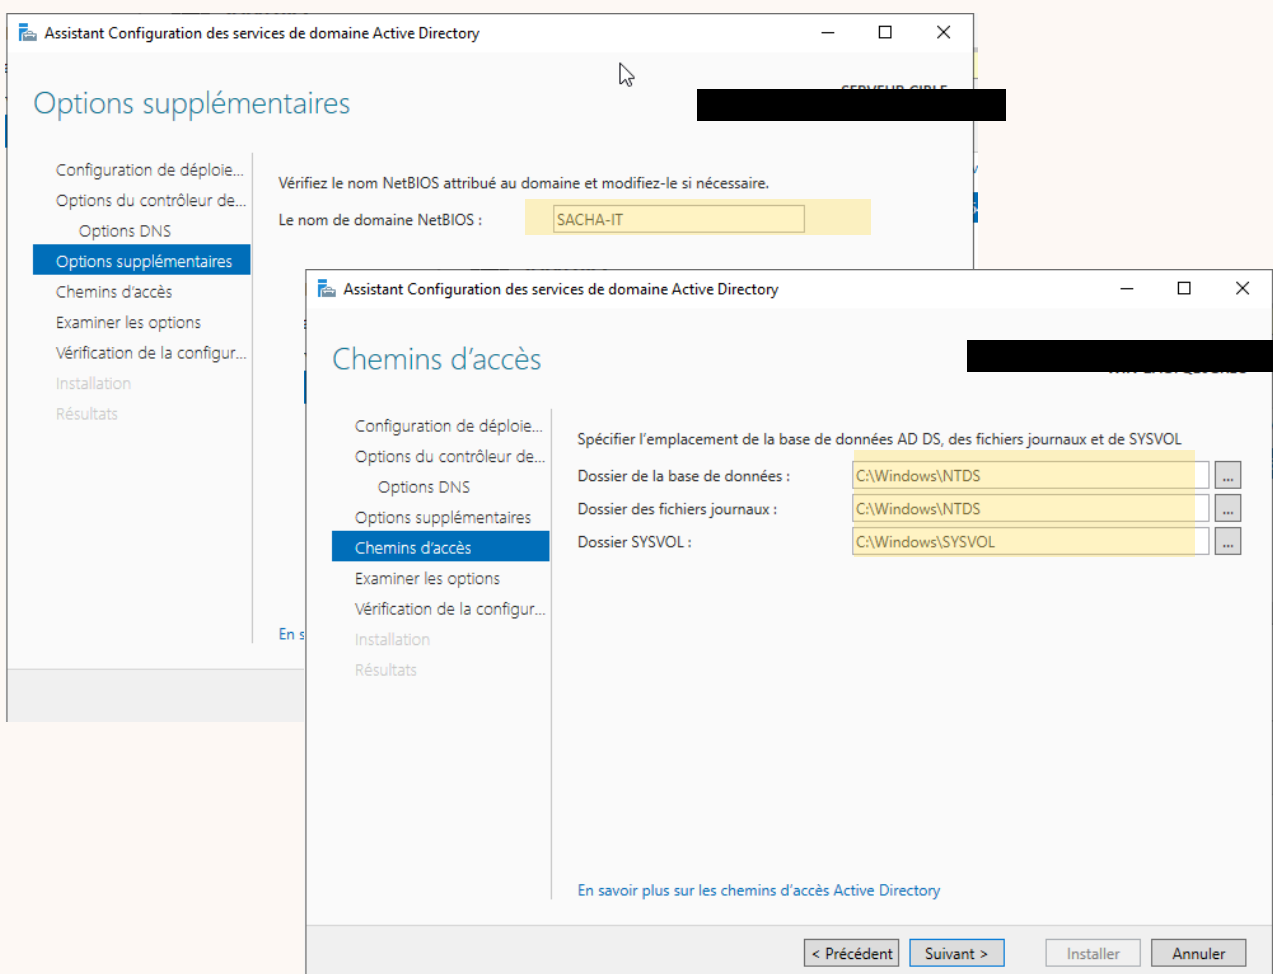 Assistant Configuration des services de domaine Active Directory
Options supplémentaires
Configuration de déploie...
Options du contrôleur de...
Options DNS
Options supplémentaires
Chemins d'accès
Examiner les options
Vérification de la configur...
Installation
Résultats
Vérifiez le nom NetBIOS attribué au domaine et modifiez-le si nécessaire.
Le nom de domaine NetBIOS : SACHA-IT
En s
Assistant Configuration des services de domaine Active Directory
Chemins d'accès
Configuration de déploie...
Options du contrôleur de...
Options DNS
Options supplémentaires
Chemins d'accès
Examiner les options
Vérification de la configur...
Installation
Résultats
Spécifier l'emplacement de la base de données AD DS, des fichiers journaux et de SYSVOL
Dossier de la base de données : C:\Windows\NTDS ...
Dossier des fichiers journaux : C:\Windows\NTDS ...
Dossier SYSVOL : C:\Windows\SYSVOL ...
En savoir plus sur les chemins d'accès Active Directory
< Précédent Suivant > Installer Annuler